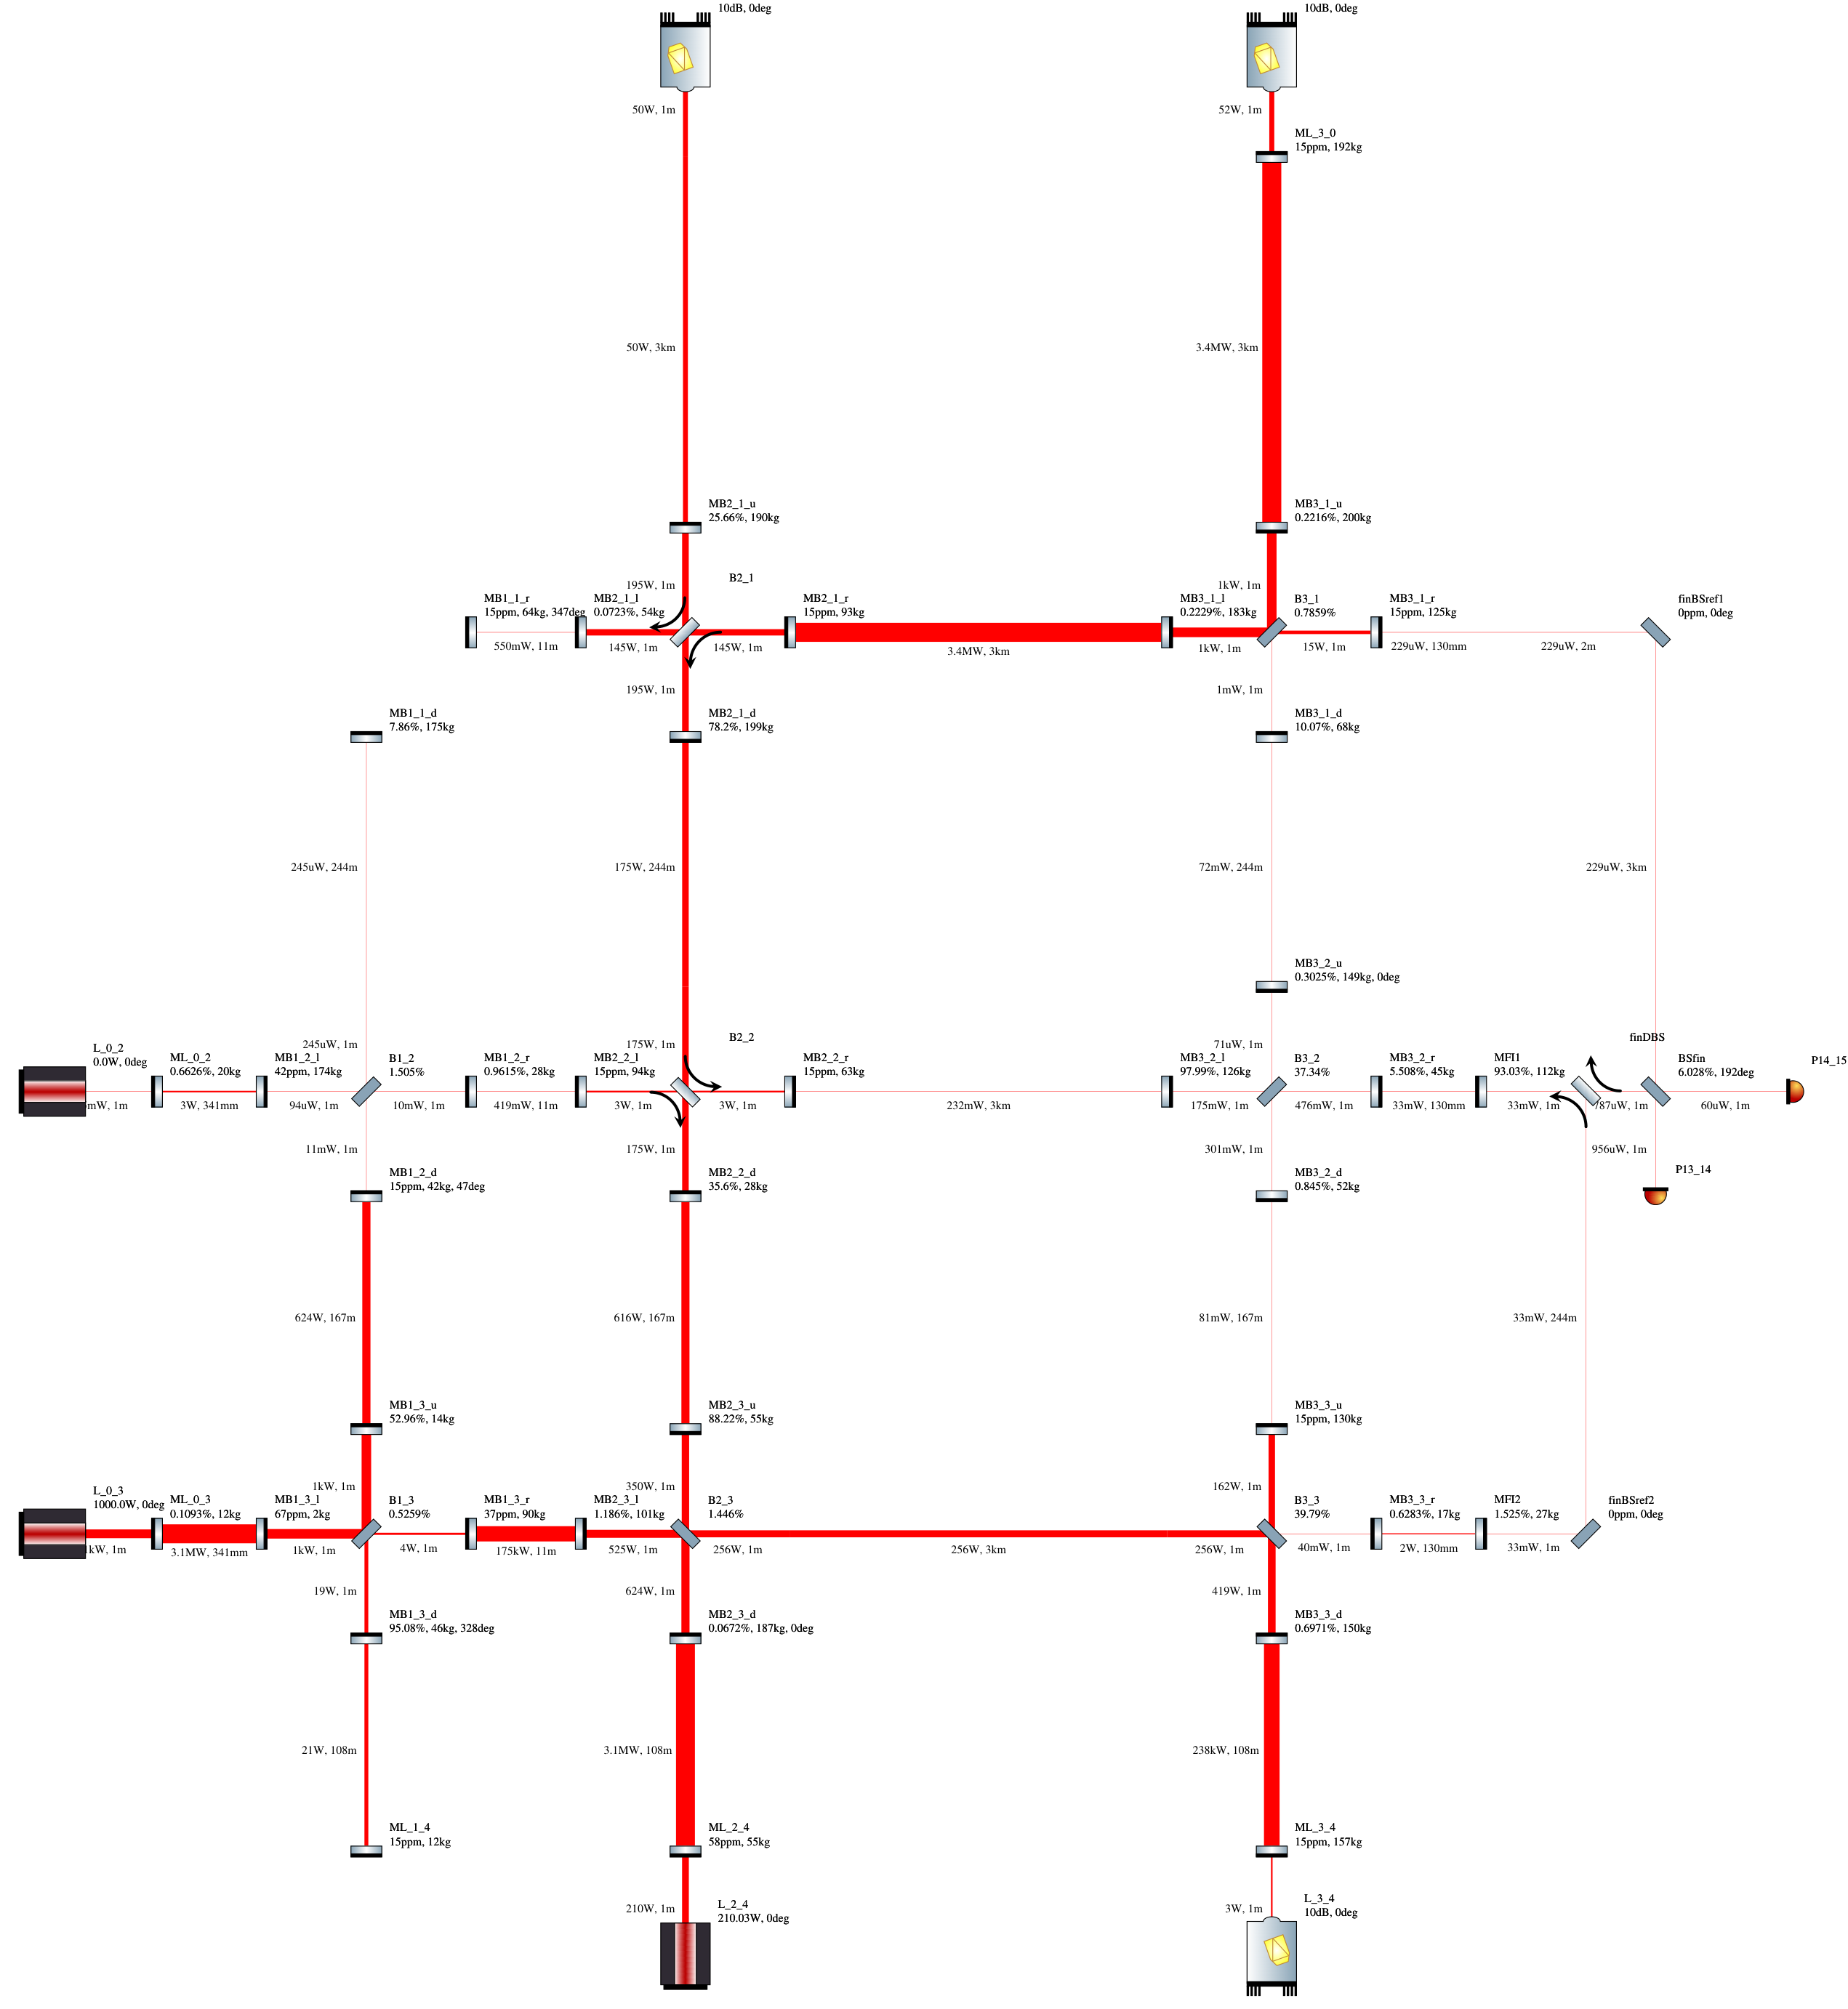 10dB, 0deg
10dB, 0deg
50W, 1m
52W, 1m
ML_3_0
15ppm, 192kg
50W, 3km
3.4MW, 3km
MB2_1_u
25.66%, 190kg
MB3_1_u
0.2216%, 200kg
195W, 1m
B2_1
1kW, 1m
MB1_1_r
15ppm, 64kg, 347deg
MB2_1_l
0.0723%, 54kg
MB2_1_r
15ppm, 93kg
MB3_1_l
0.2229%, 183kg
B3_1
0.7859%
MB3_1_r
15ppm, 125kg
finBSref1
0ppm, 0deg
550mW, 11m
145W, 1m
145W, 1m
3.4MW, 3km
1kW, 1m
15W, 1m
229uW, 130mm
229uW, 2m
195W, 1m
1mW, 1m
MB1_1_d
7.86%, 175kg
MB2_1_d
78.2%, 199kg
MB3_1_d
10.07%, 68kg
245uW, 244m
175W, 244m
72mW, 244m
229uW, 3km
MB3_2_u
0.3025%, 149kg, 0deg
245uW, 1m
175W, 1m
B2_2
71uW, 1m
finDBS
L_0_2
0.0W, 0deg
ML_0_2
0.6626%, 20kg
MB1_2_l
42ppm, 174kg
B1_2
1.505%
MB1_2_r
0.9615%, 28kg
MB2_2_l
15ppm, 94kg
MB2_2_r
15ppm, 63kg
MB3_2_l
97.99%, 126kg
B3_2
37.34%
MB3_2_r
5.508%, 45kg
MFI1
93.03%, 112kg
BSfin
6.028%, 192deg
P14_15
mW, 1m
3W, 341mm
94uW, 1m
10mW, 1m
419mW, 11m
3W, 1m
3W, 1m
232mW, 3km
175mW, 1m
476mW, 1m
33mW, 130mm
33mW, 1m
787uW, 1m
60uW, 1m
11mW, 1m
175W, 1m
301mW, 1m
956uW, 1m
MB1_2_d
15ppm, 42kg, 47deg
MB2_2_d
35.6%, 28kg
MB3_2_d
0.845%, 52kg
P13_14
624W, 167m
616W, 167m
81mW, 167m
33mW, 244m
MB1_3_u
52.96%, 14kg
MB2_3_u
88.22%, 55kg
MB3_3_u
15ppm, 130kg
1kW, 1m
350W, 1m
162W, 1m
L_0_3
1000.0W, 0deg
ML_0_3
0.1093%, 12kg
MB1_3_l
67ppm, 2kg
B1_3
0.5259%
MB1_3_r
37ppm, 90kg
MB2_3_l
1.186%, 101kg
B2_3
1.446%
B3_3
39.79%
MB3_3_r
0.6283%, 17kg
MFI2
1.525%, 27kg
finBSref2
0ppm, 0deg
1kW, 1m
3.1MW, 341mm
1kW, 1m
4W, 1m
175kW, 11m
525W, 1m
256W, 1m
256W, 3km
256W, 1m
40mW, 1m
2W, 130mm
33mW, 1m
19W, 1m
624W, 1m
419W, 1m
MB1_3_d
95.08%, 46kg, 328deg
MB2_3_d
0.0672%, 187kg, 0deg
MB3_3_d
0.6971%, 150kg
21W, 108m
3.1MW, 108m
238kW, 108m
ML_1_4
15ppm, 12kg
ML_2_4
58ppm, 55kg
ML_3_4
15ppm, 157kg
210W, 1m
L_2_4
210.03W, 0deg
3W, 1m
L_3_4
10dB, 0deg